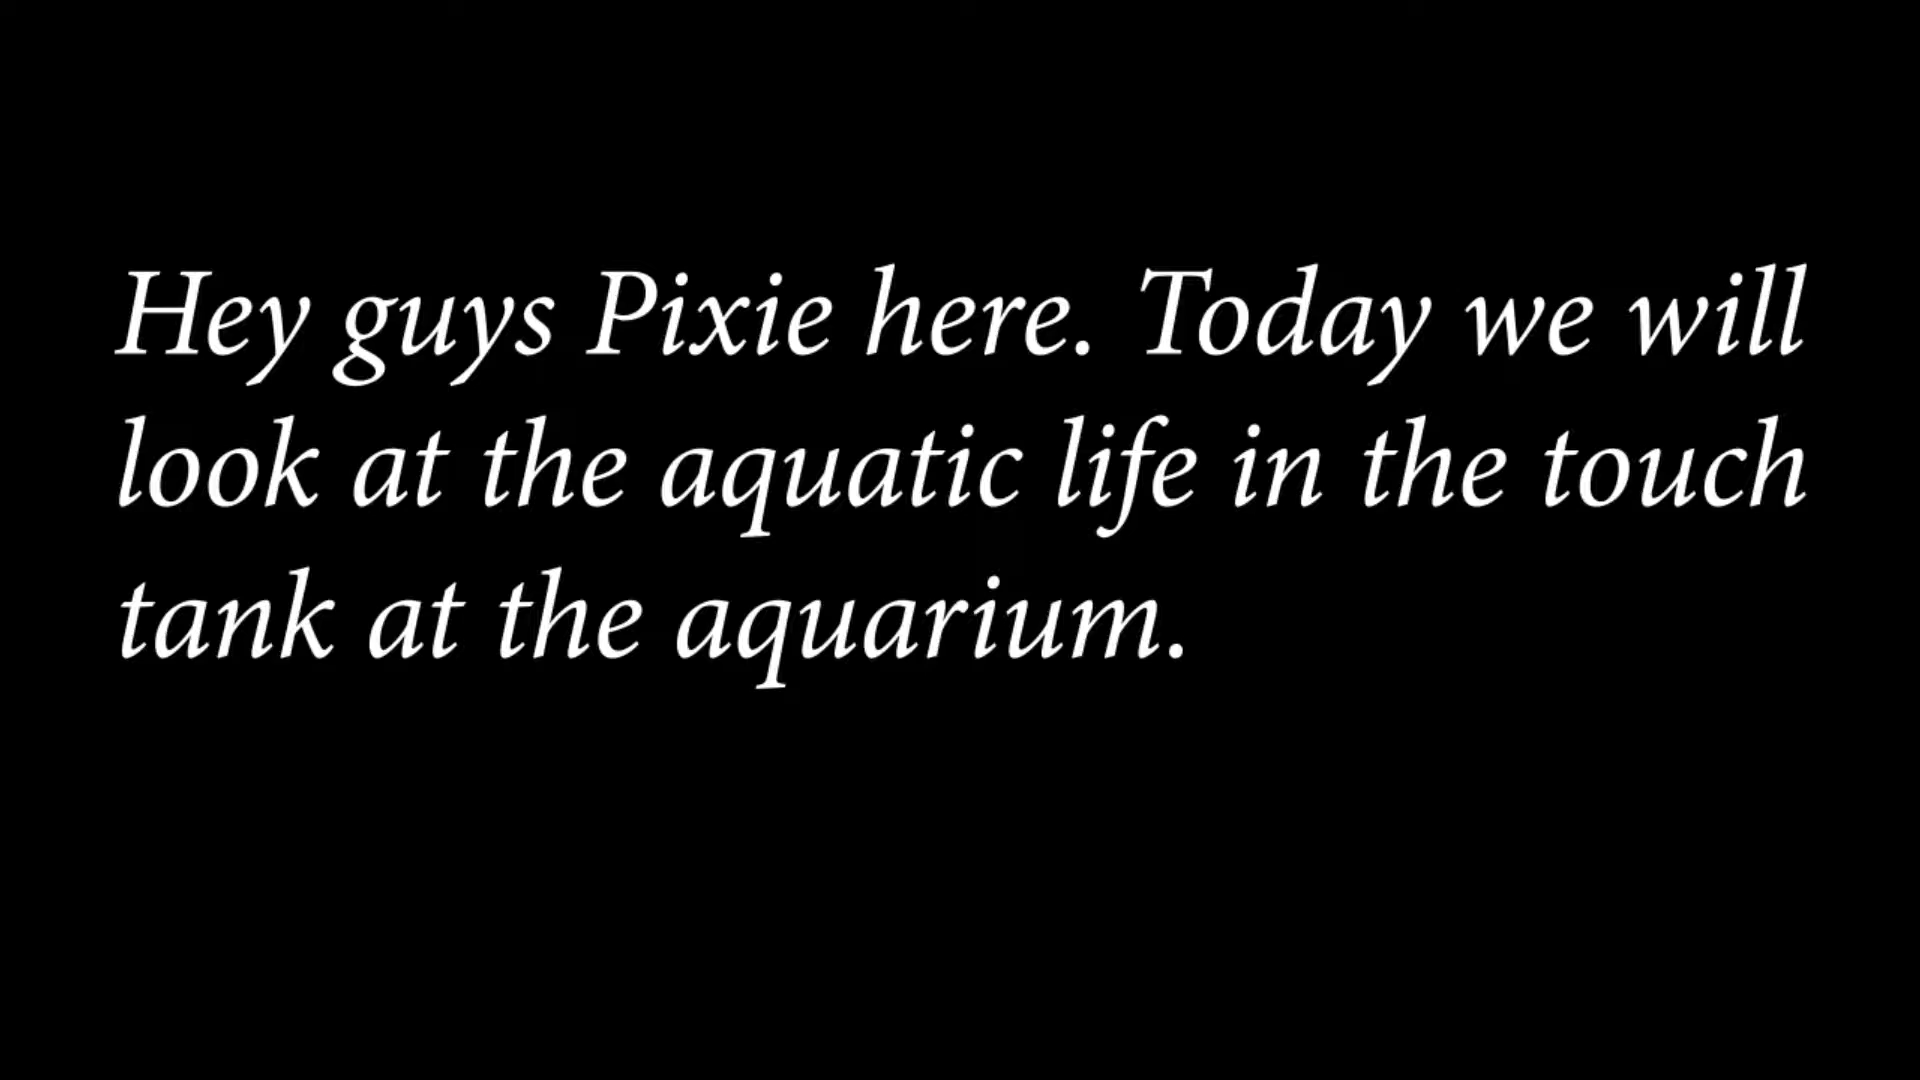 Hey guys Pixie here. Today we will
look at the aquatic life in the touch
tank at the aquarium.